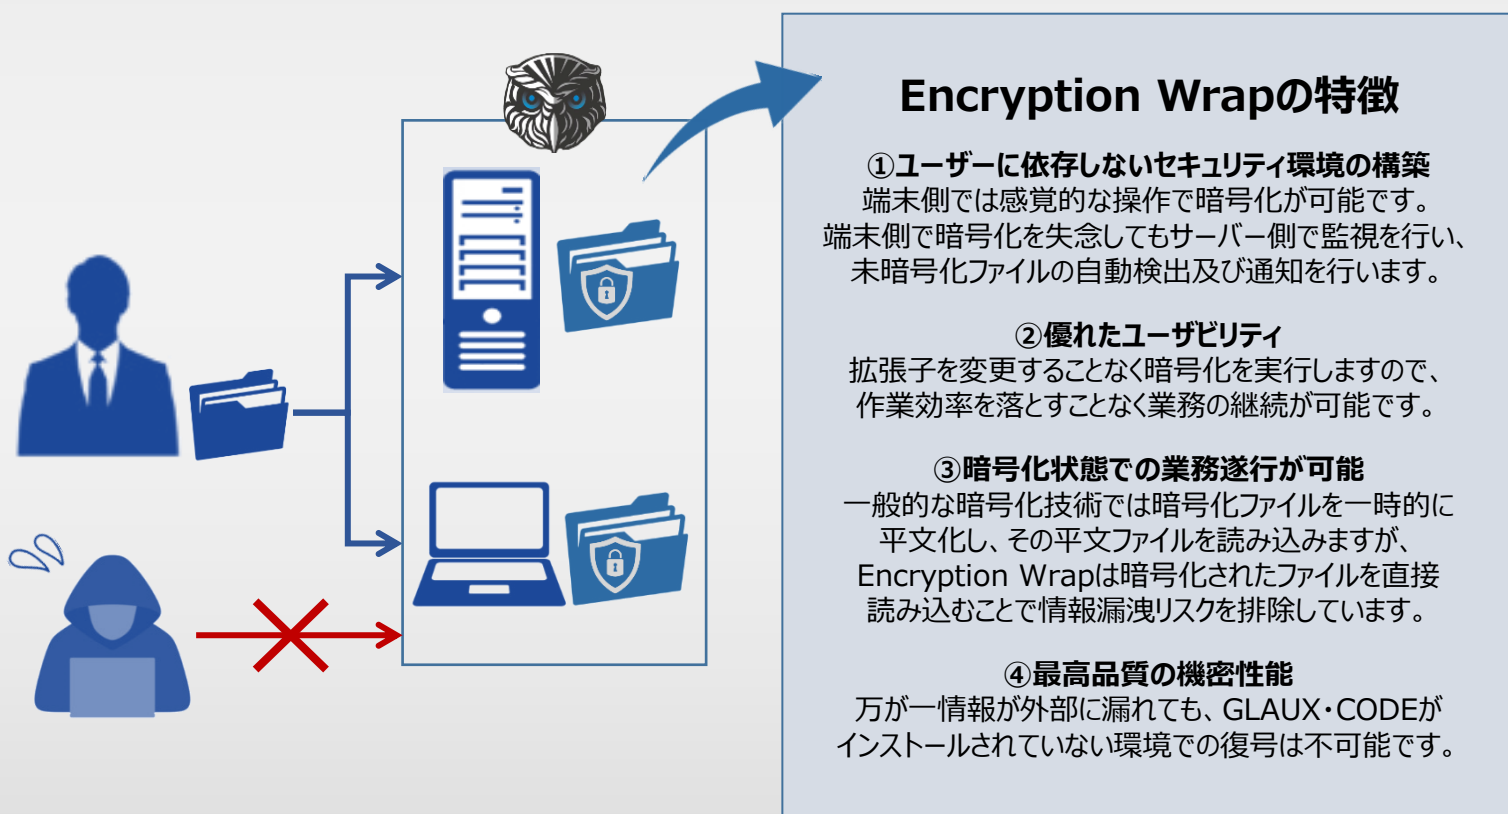 Encryption Wrapの特徴
①ユーザーに依存しないセキュリティ環境の構築
端末側では感覚的な操作で暗号化が可能です。
端末側で暗号化を失念してもサーバー側で監視を行い、
未暗号化ファイルの自動検出及び通知を行います。
②優れたユーザビリティ
拡張子を変更することなく暗号化を実行しますので、
作業効率を落とすことなく業務の継続が可能です。
③暗号化状態での業務遂行が可能
一般的な暗号化技術では暗号化ファイルを一時的に
平文化し、その平文ファイルを読み込みますが、
Encryption Wrapは暗号化されたファイルを直接
読み込むことで情報漏洩リスクを排除しています。
④最高品質の機密性能
万が一情報が外部に漏れても、GLAUX・CODEが
インストールされていない環境での復号は不可能です。